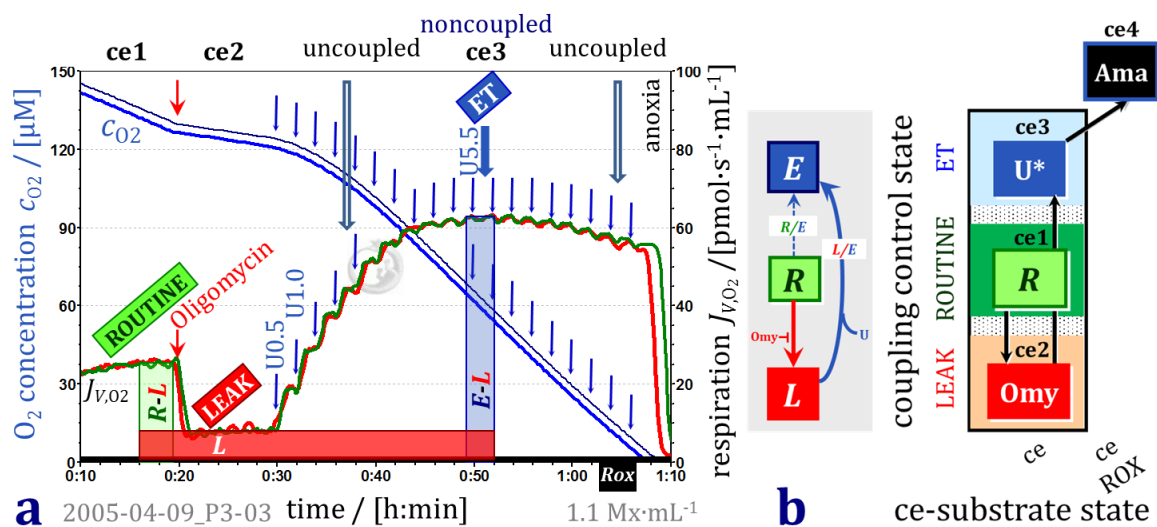 noncoupled
ce1
ce2
uncoupled
ce3
uncoupled
150
120
90
60
30
0
O₂ concentration cO2 / [µM]
100
80
60
40
20
0
respiration JV,O2 / [pmol·s⁻¹·mL⁻¹]
anoxia
cO2
ET
U5.5
ROUTINE
Oligomycin
U1.0
U0.5
LEAK
JV,O2
R-L
E-L
L
0:10
0:20
0:30
0:40
0:50
1:00
1:10
Rox
a
2005-04-09_P3-03
time / [h:min]
1.1 Mx·mL⁻¹
E
R/E
L/E
R
Omy
U
L
b
coupling control state
ET
ROUTINE
LEAK
ce4
Ama
ce3
U*
ce1
R
ce2
Omy
ce
ce
ROX
ce-substrate state